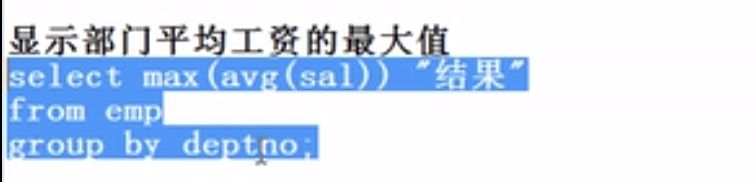 显示部门平均工资的最大值
select max(avg(sal)) "结果"
from emp
group by deptno;